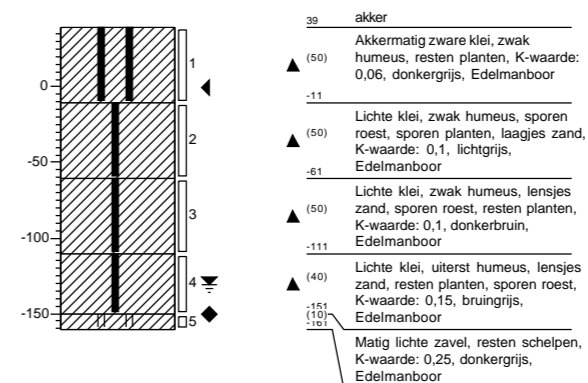 39 akker
0
1
(50)
Akkermatig zware klei, zwak
humeus, resten planten, K-waarde:
0,06, donkergrijs, Edelmanboor
-11
-50
2
(50)
Lichte klei, zwak humeus, sporen
roest, sporen planten, laagjes zand,
K-waarde: 0,1, lichtgrijs,
Edelmanboor
-61
-100
3
(50)
Lichte klei, zwak humeus, lensjes
zand, sporen roest, resten planten,
K-waarde: 0,1, donkerbruin,
Edelmanboor
-111
4
(40)
Lichte klei, uiterst humeus, lensjes
zand, resten planten, sporen roest,
K-waarde: 0,15, bruingrijs,
Edelmanboor
-151
-150
5
(10)
-161
Matig lichte zavel, resten schelpen,
K-waarde: 0,25, donkergrijs,
Edelmanboor